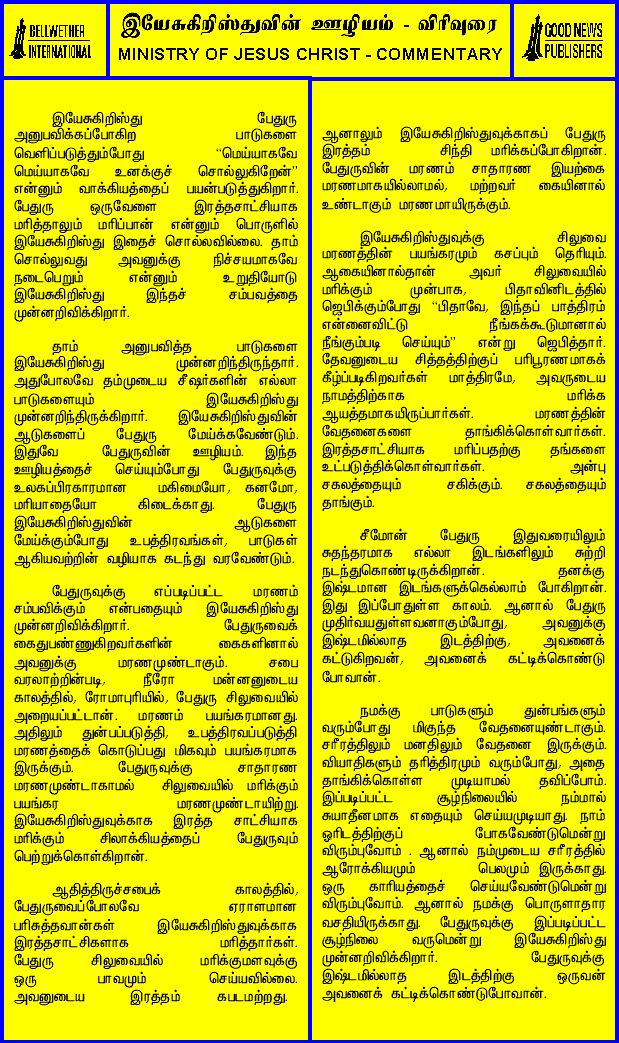 BELLWETHER
INTERNATIONAL
இயேசுகிறிஸ்துவின் ஊழியம் - விரிவுரை
MINISTRY OF JESUS CHRIST - COMMENTARY
GOOD NEWS
PUBLISHERS
இயேசுகிறிஸ்து பேதுரு
அனுபவிக்கப்போகிற பாடுகளை
வெளிப்படுத்தும்போது “மெய்யாகவே
மெய்யாகவே உனக்குச் சொல்லுகிறேன்”
என்னும் வாக்கியத்தைப் பயன்படுத்துகிறார்.
பேதுரு ஒருவேளை இரத்தசாட்சியாக
மரித்தாலும் மரிப்பான் என்னும் பொருளில்
இயேசுகிறிஸ்து இதைச் சொல்லவில்லை. தாம்
சொல்லுவது அவனுக்கு நிச்சயமாகவே
நடைபெறும் என்னும் உறுதியோடு
இயேசுகிறிஸ்து இந்தச் சம்பவத்தை
முன்னறிவிக்கிறார்.
தாம் அனுபவித்த பாடுகளை
இயேசுகிறிஸ்து முன்னறிந்திருந்தார்.
அதுபோலவே தம்முடைய சீஷர்களின் எல்லா
பாடுகளையும் இயேசுகிறிஸ்து
முன்னறிந்திருக்கிறார். இயேசுகிறிஸ்துவின்
ஆடுகளைப் பேதுரு மேய்க்கவேண்டும்.
இதுவே பேதுருவின் ஊழியம். இந்த
ஊழியத்தைச் செய்யும்போது பேதுருவுக்கு
உலகப்பிரகாரமான மகிமையோ, கனமோ,
மரியாதையோ கிடைக்காது. பேதுரு
இயேசுகிறிஸ்துவின் ஆடுகளை
மேய்க்கும்போது உபத்திரவங்கள், பாடுகள்
ஆகியவற்றின் வழியாக கடந்து வரவேண்டும்.
பேதுருவுக்கு எப்படிப்பட்ட மரணம்
சம்பவிக்கும் என்பதையும் இயேசுகிறிஸ்து
முன்னறிவிக்கிறார். பேதுருவைக்
கைதுபண்ணுகிறவர்களின் கைகளினால்
அவனுக்கு மரணமுண்டாகும். சபை
வரலாற்றின்படி, நீரோ மன்னனுடைய
காலத்தில், ரோமாபுரியில், பேதுரு சிலுவையில்
அறையப்பட்டான். மரணம் பயங்கரமானது.
அதிலும் துன்பப்படுத்தி, உபத்திரவப்படுத்தி
மரணத்தைக் கொடுப்பது மிகவும் பயங்கரமாக
இருக்கும். பேதுருவுக்கு சாதாரண
மரணமுண்டாகாமல் சிலுவையில் மரிக்கும்
பயங்கர மரணமுண்டாயிற்று.
இயேசுகிறிஸ்துவுக்காக இரத்த சாட்சியாக
மரிக்கும் சிலாக்கியத்தைப் பேதுருவும்
பெற்றுக்கொள்கிறான்.
ஆதித்திருச்சபைக் காலத்தில்,
பேதுருவைப்போலவே ஏராளமான
பரிசுத்தவான்கள் இயேசுகிறிஸ்துவுக்காக
இரத்தசாட்சிகளாக மரித்தார்கள்.
பேதுரு சிலுவையில் மரிக்குமளவுக்கு
ஒரு பாவமும் செய்யவில்லை.
அவனுடைய இரத்தம் கபடமற்றது.
ஆனாலும் இயேசுகிறிஸ்துவுக்காகப் பேதுரு
இரத்தம் சிந்தி மரிக்கப்போகிறான்.
பேதுருவின் மரணம் சாதாரண இயற்கை
மரணமாகயில்லாமல், மற்றவர் கையினால்
உண்டாகும் மரணமாயிருக்கும்.
இயேசுகிறிஸ்துவுக்கு சிலுவை
மரணத்தின் பயங்கரமும் கசப்பும் தெரியும்.
ஆகையினால்தான் அவர் சிலுவையில்
மரிக்கும் முன்பாக, பிதாவினிடத்தில்
ஜெபிக்கும்போது “பிதாவே, இந்தப் பாத்திரம்
என்னைவிட்டு நீங்கக்கூடுமானால்
நீங்கும்படி செய்யும்” என்று ஜெபித்தார்.
தேவனுடைய சித்தத்திற்குப் பரிபூரணமாகக்
கீழ்ப்படிகிறவர்கள் மாத்திரமே, அவருடைய
நாமத்திற்காக மரிக்க
ஆயத்தமாகயிருப்பார்கள். மரணத்தின்
வேதனைகளை தாங்கிக்கொள்வார்கள்.
இரத்தசாட்சியாக மரிப்பதற்கு தங்களை
உட்படுத்திக்கொள்வார்கள். அன்பு
சகலத்தையும் சகிக்கும். சகலத்தையும்
தாங்கும்.
சீமோன் பேதுரு இதுவரையிலும்
சுதந்தரமாக எல்லா இடங்களிலும் சுற்றி
நடந்துகொண்டிருக்கிறான். தனக்கு
இஷ்டமான இடங்களுக்கெல்லாம் போகிறான்.
இது இப்போதுள்ள காலம். ஆனால் பேதுரு
முதிர்வயதுள்ளவனாகும்போது, அவனுக்கு
இஷ்டமில்லாத இடத்திற்கு, அவனைக்
கட்டுகிறவன், அவனைக் கட்டிக்கொண்டு
போவான்.
நமக்கு பாடுகளும் துன்பங்களும்
வரும்போது மிகுந்த வேதனையுண்டாகும்.
சரீரத்திலும் மனதிலும் வேதனை இருக்கும்.
வியாதிகளும் தரித்திரமும் வரும்போது, அதை
தாங்கிக்கொள்ள முடியாமல் தவிப்போம்.
இப்படிப்பட்ட சூழ்நிலையில் நம்மால்
சுயாதீனமாக எதையும் செய்யமுடியாது. நாம்
ஓரிடத்திற்குப் போகவேண்டுமென்று
விரும்புவோம் . ஆனால் நம்முடைய சரீரத்தில்
ஆரோக்கியமும் பெலமும் இருக்காது.
ஒரு காரியத்தைச் செய்யவேண்டுமென்று
விரும்புவோம். ஆனால் நமக்கு பொருளாதார
வசதியிருக்காது. பேதுருவுக்கு இப்படிப்பட்ட
சூழ்நிலை வருமென்று இயேசுகிறிஸ்து
முன்னறிவிக்கிறார். பேதுருவுக்கு
இஷ்டமில்லாத இடத்திற்கு ஒருவன்
அவனைக் கட்டிக்கொண்டுபோவான்.